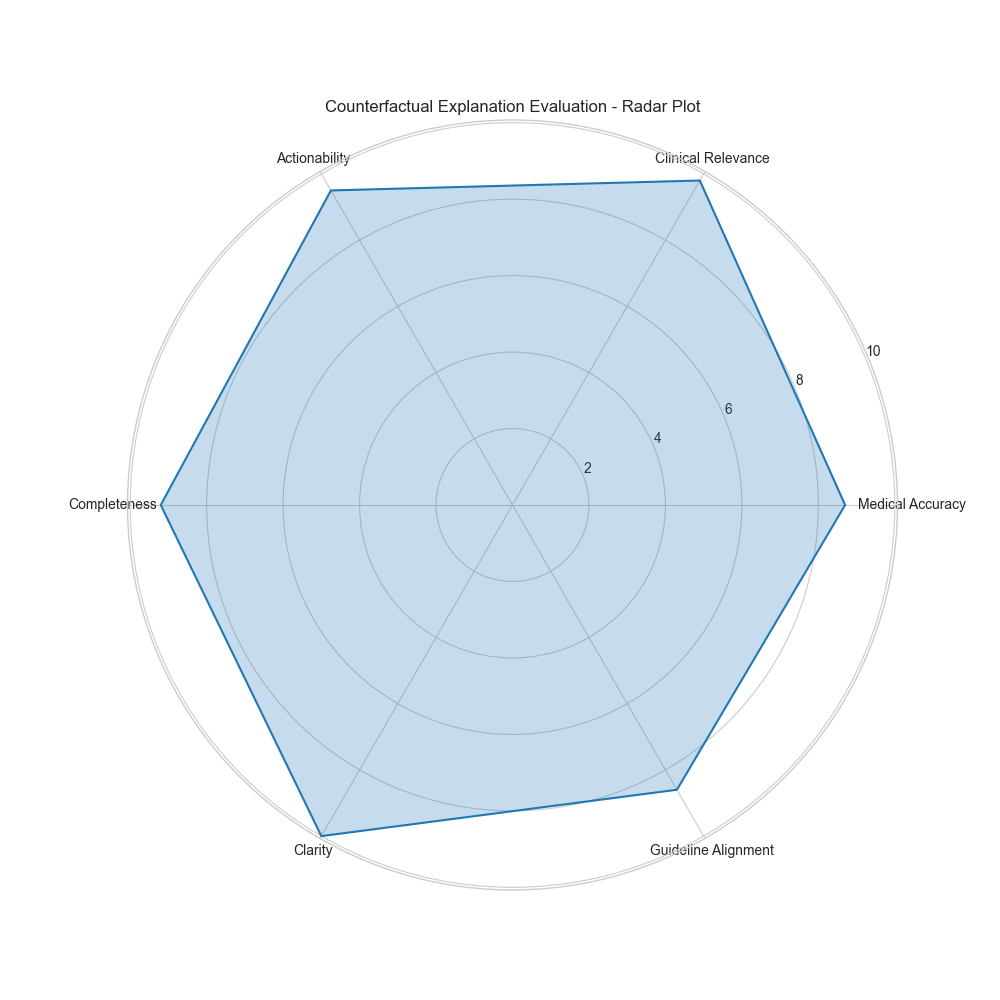 Counterfactual Explanation Evaluation - Radar Plot
Actionability
Clinical Relevance
10
8
6
4
2
Completeness
Medical Accuracy
Clarity
Guideline Alignment